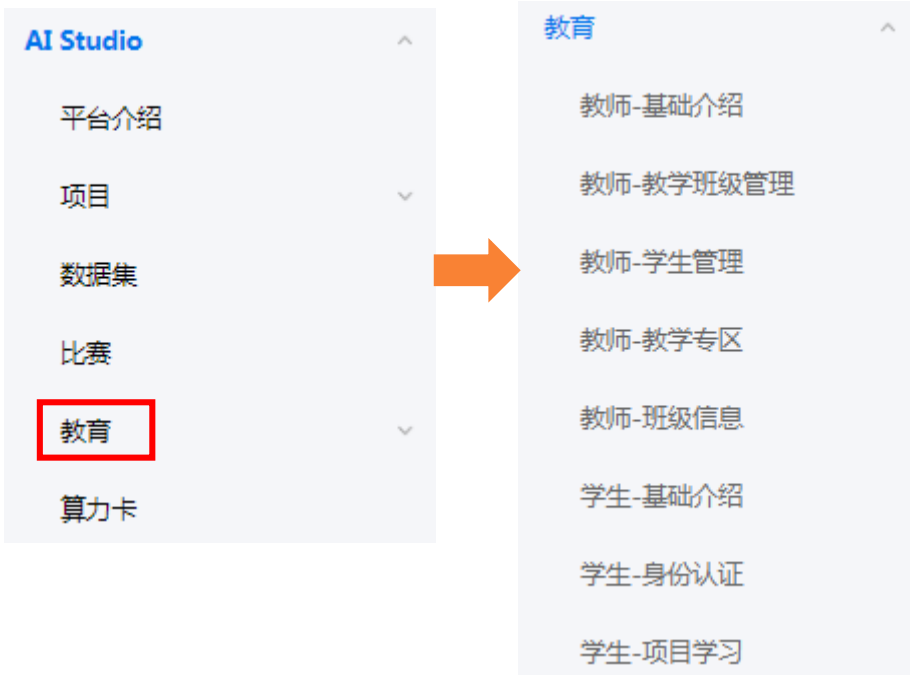 AI Studio
平台介绍
项目
数据集
比赛
教育
算力卡
教育
教师-基础介绍
教师-教学班级管理
教师-学生管理
教师-教学专区
教师-班级信息
学生-基础介绍
学生-身份认证
学生-项目学习